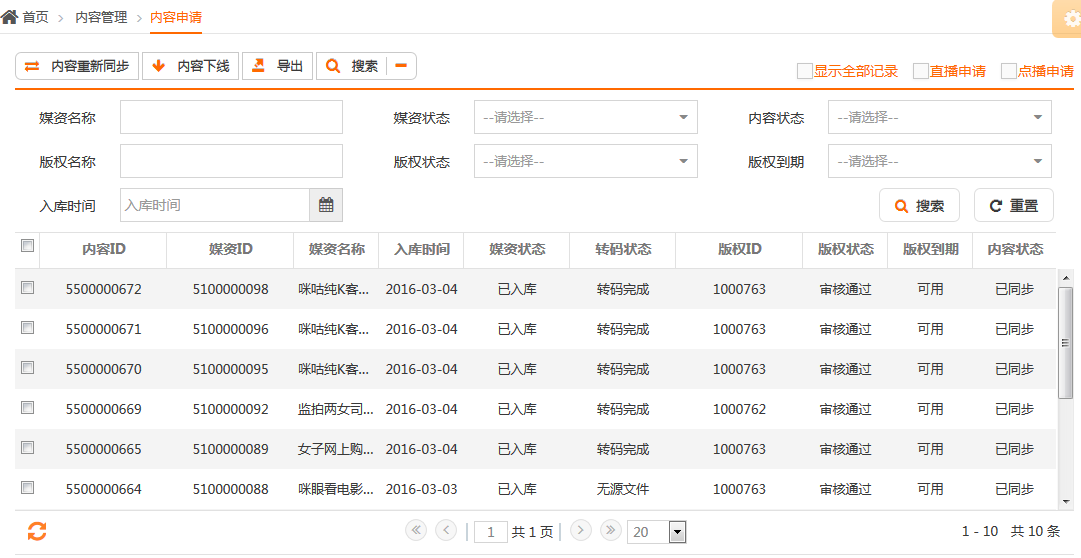 首页 内容管理 内容申请
内容重新同步 内容下线 导出 搜索
显示全部记录 直播申请 点播申请
媒资名称 媒资状态 --请选择-- 内容状态 --请选择--
版权名称 版权状态 --请选择-- 版权到期 --请选择--
入库时间 入库时间 搜索 重置
内容ID 媒资ID 媒资名称 入库时间 媒资状态 转码状态 版权ID 版权状态 版权到期 内容状态
5500000672 5100000098 咪咕纯K客... 2016-03-04 已入库 转码完成 1000763 审核通过 可用 已同步
5500000671 5100000096 咪咕纯K客... 2016-03-04 已入库 转码完成 1000763 审核通过 可用 已同步
5500000670 5100000095 咪咕纯K客... 2016-03-04 已入库 转码完成 1000763 审核通过 可用 已同步
5500000669 5100000092 监拍两女司... 2016-03-04 已入库 转码完成 1000762 审核通过 可用 已同步
5500000665 5100000089 女子网上购... 2016-03-04 已入库 转码完成 1000763 审核通过 可用 已同步
5500000664 5100000088 咪眼看电影... 2016-03-03 已入库 无源文件 1000763 审核通过 可用 已同步
1 共 1 页 20 1 - 10 共 10 条